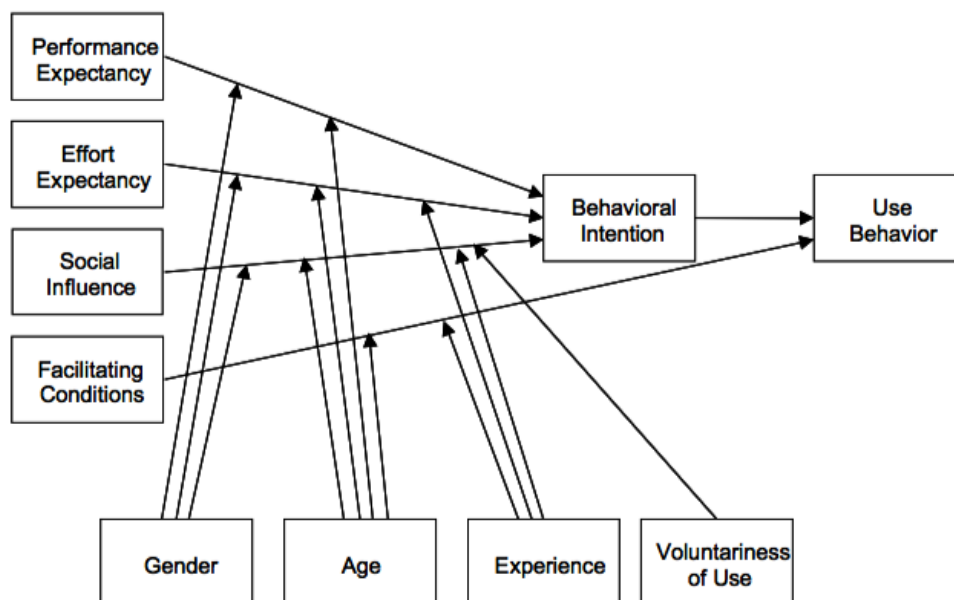 Performance
Expectancy
Effort
Expectancy
Social
Influence
Facilitating
Conditions
Behavioral
Intention
Use
Behavior
Gender
Age
Experience
Voluntariness
of Use